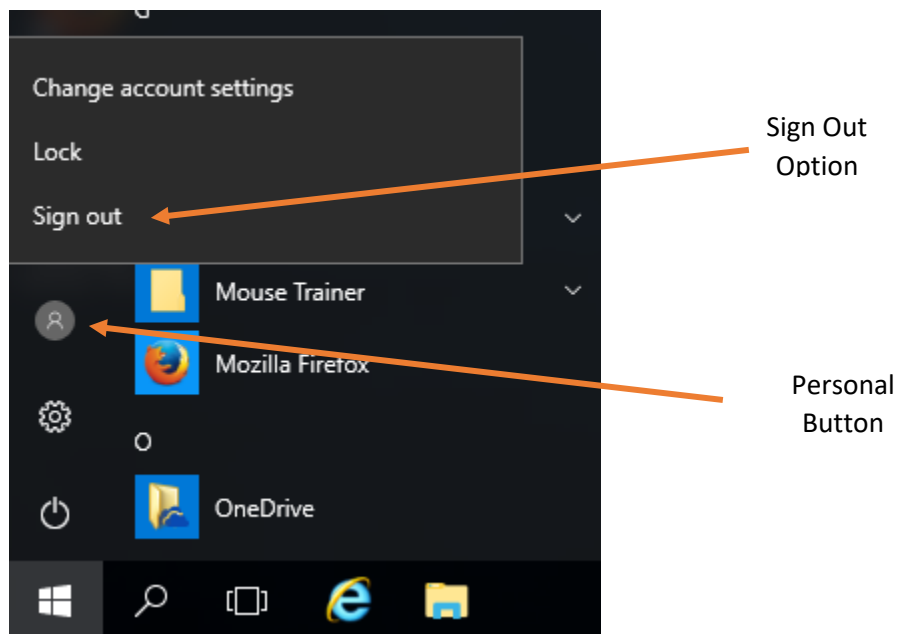 Change account settings
Lock
Sign out
Mouse Trainer
Mozilla Firefox
O
OneDrive
Sign Out
Option
Personal
Button